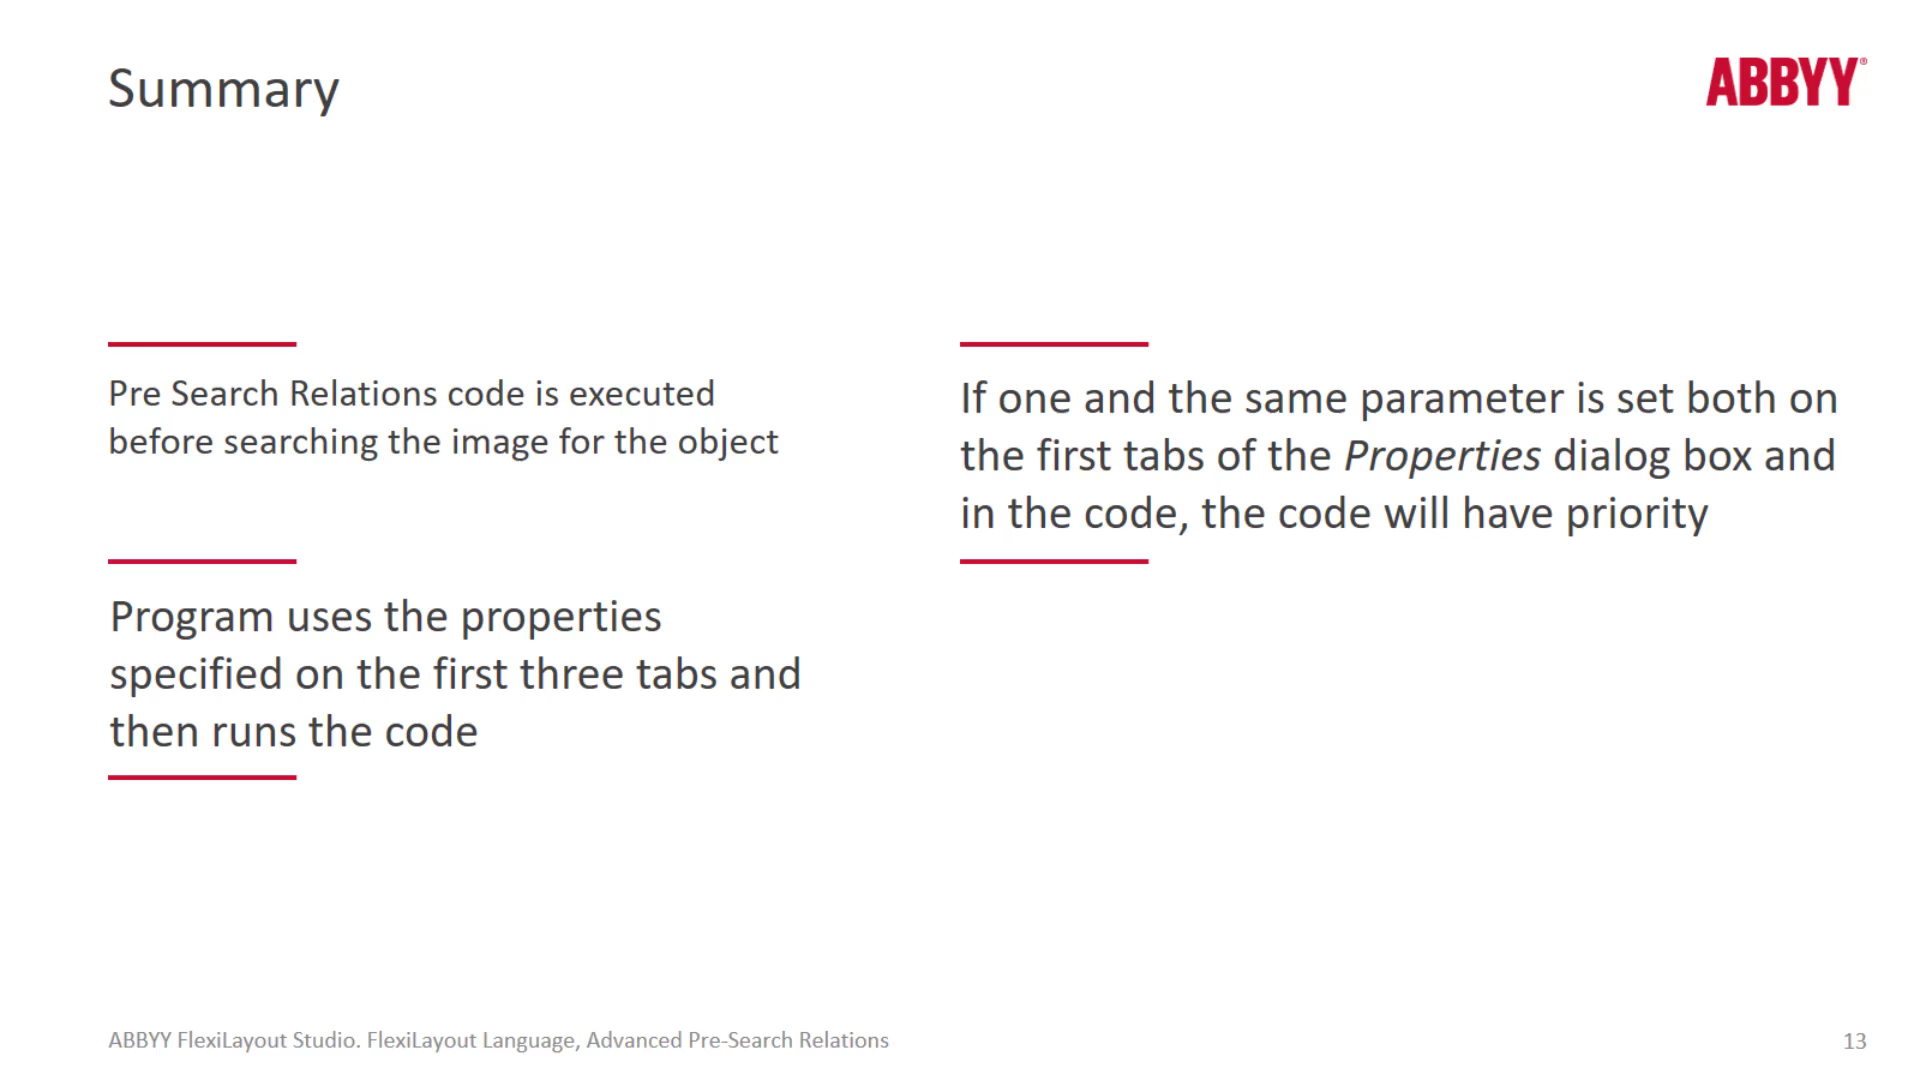 Summary
ABBYY®
Pre Search Relations code is executed
before searching the image for the object
Program uses the properties
specified on the first three tabs and
then runs the code
If one and the same parameter is set both on
the first tabs of the Properties dialog box and
in the code, the code will have priority
ABBYY FlexiLayout Studio. FlexiLayout Language, Advanced Pre-Search Relations
13